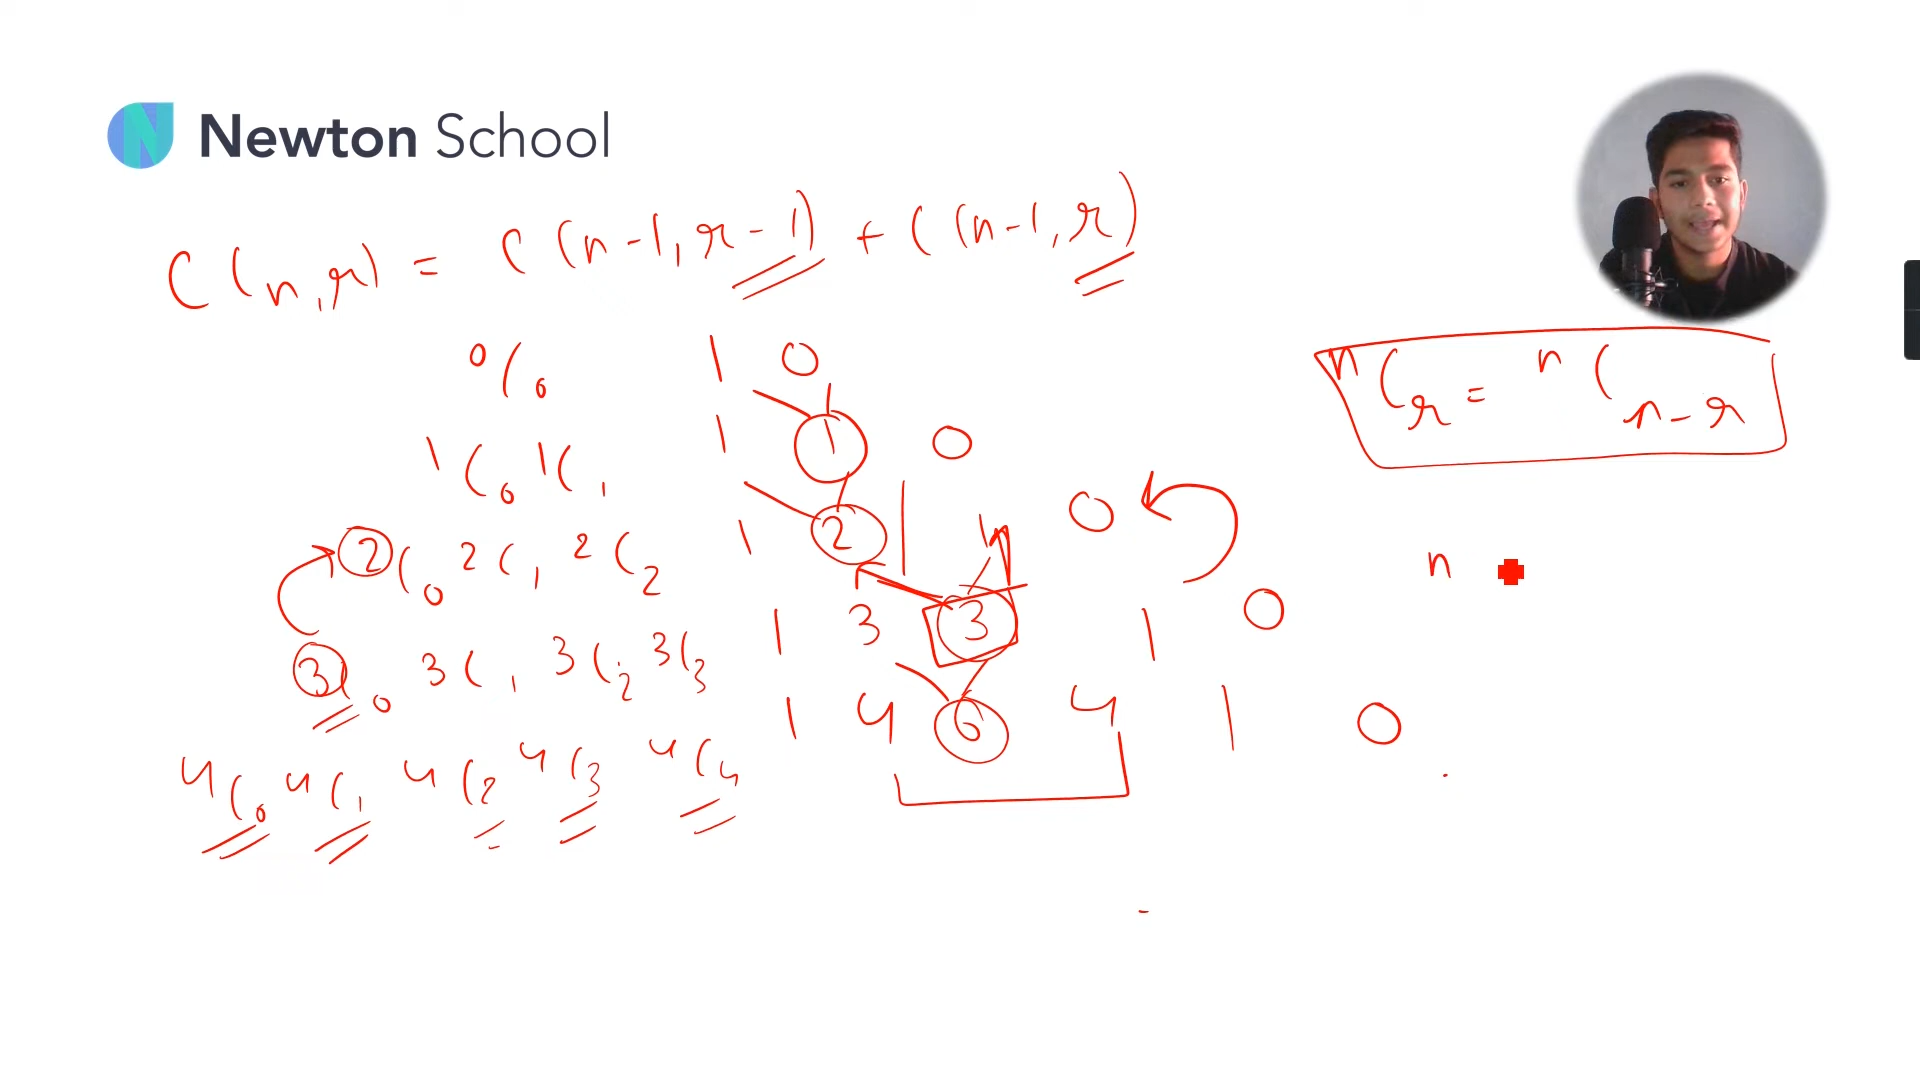 Newton School
C(n,r) = C(n-1,r-1) + C(n-1,r)
⁰C₀ 1 0
ⁿCᵣ = ⁿCₙ₋ᵣ
¹C₀ ¹C₁ 1 1 0
²C₀ ²C₁ ²C₂ 1 2 1 0
n
³C₀ ³C₁ ³C₂ ³C₃ 1 3 3 1 0
⁴C₀ ⁴C₁ ⁴C₂ ⁴C₃ ⁴C₄ 1 4 6 4 1 0